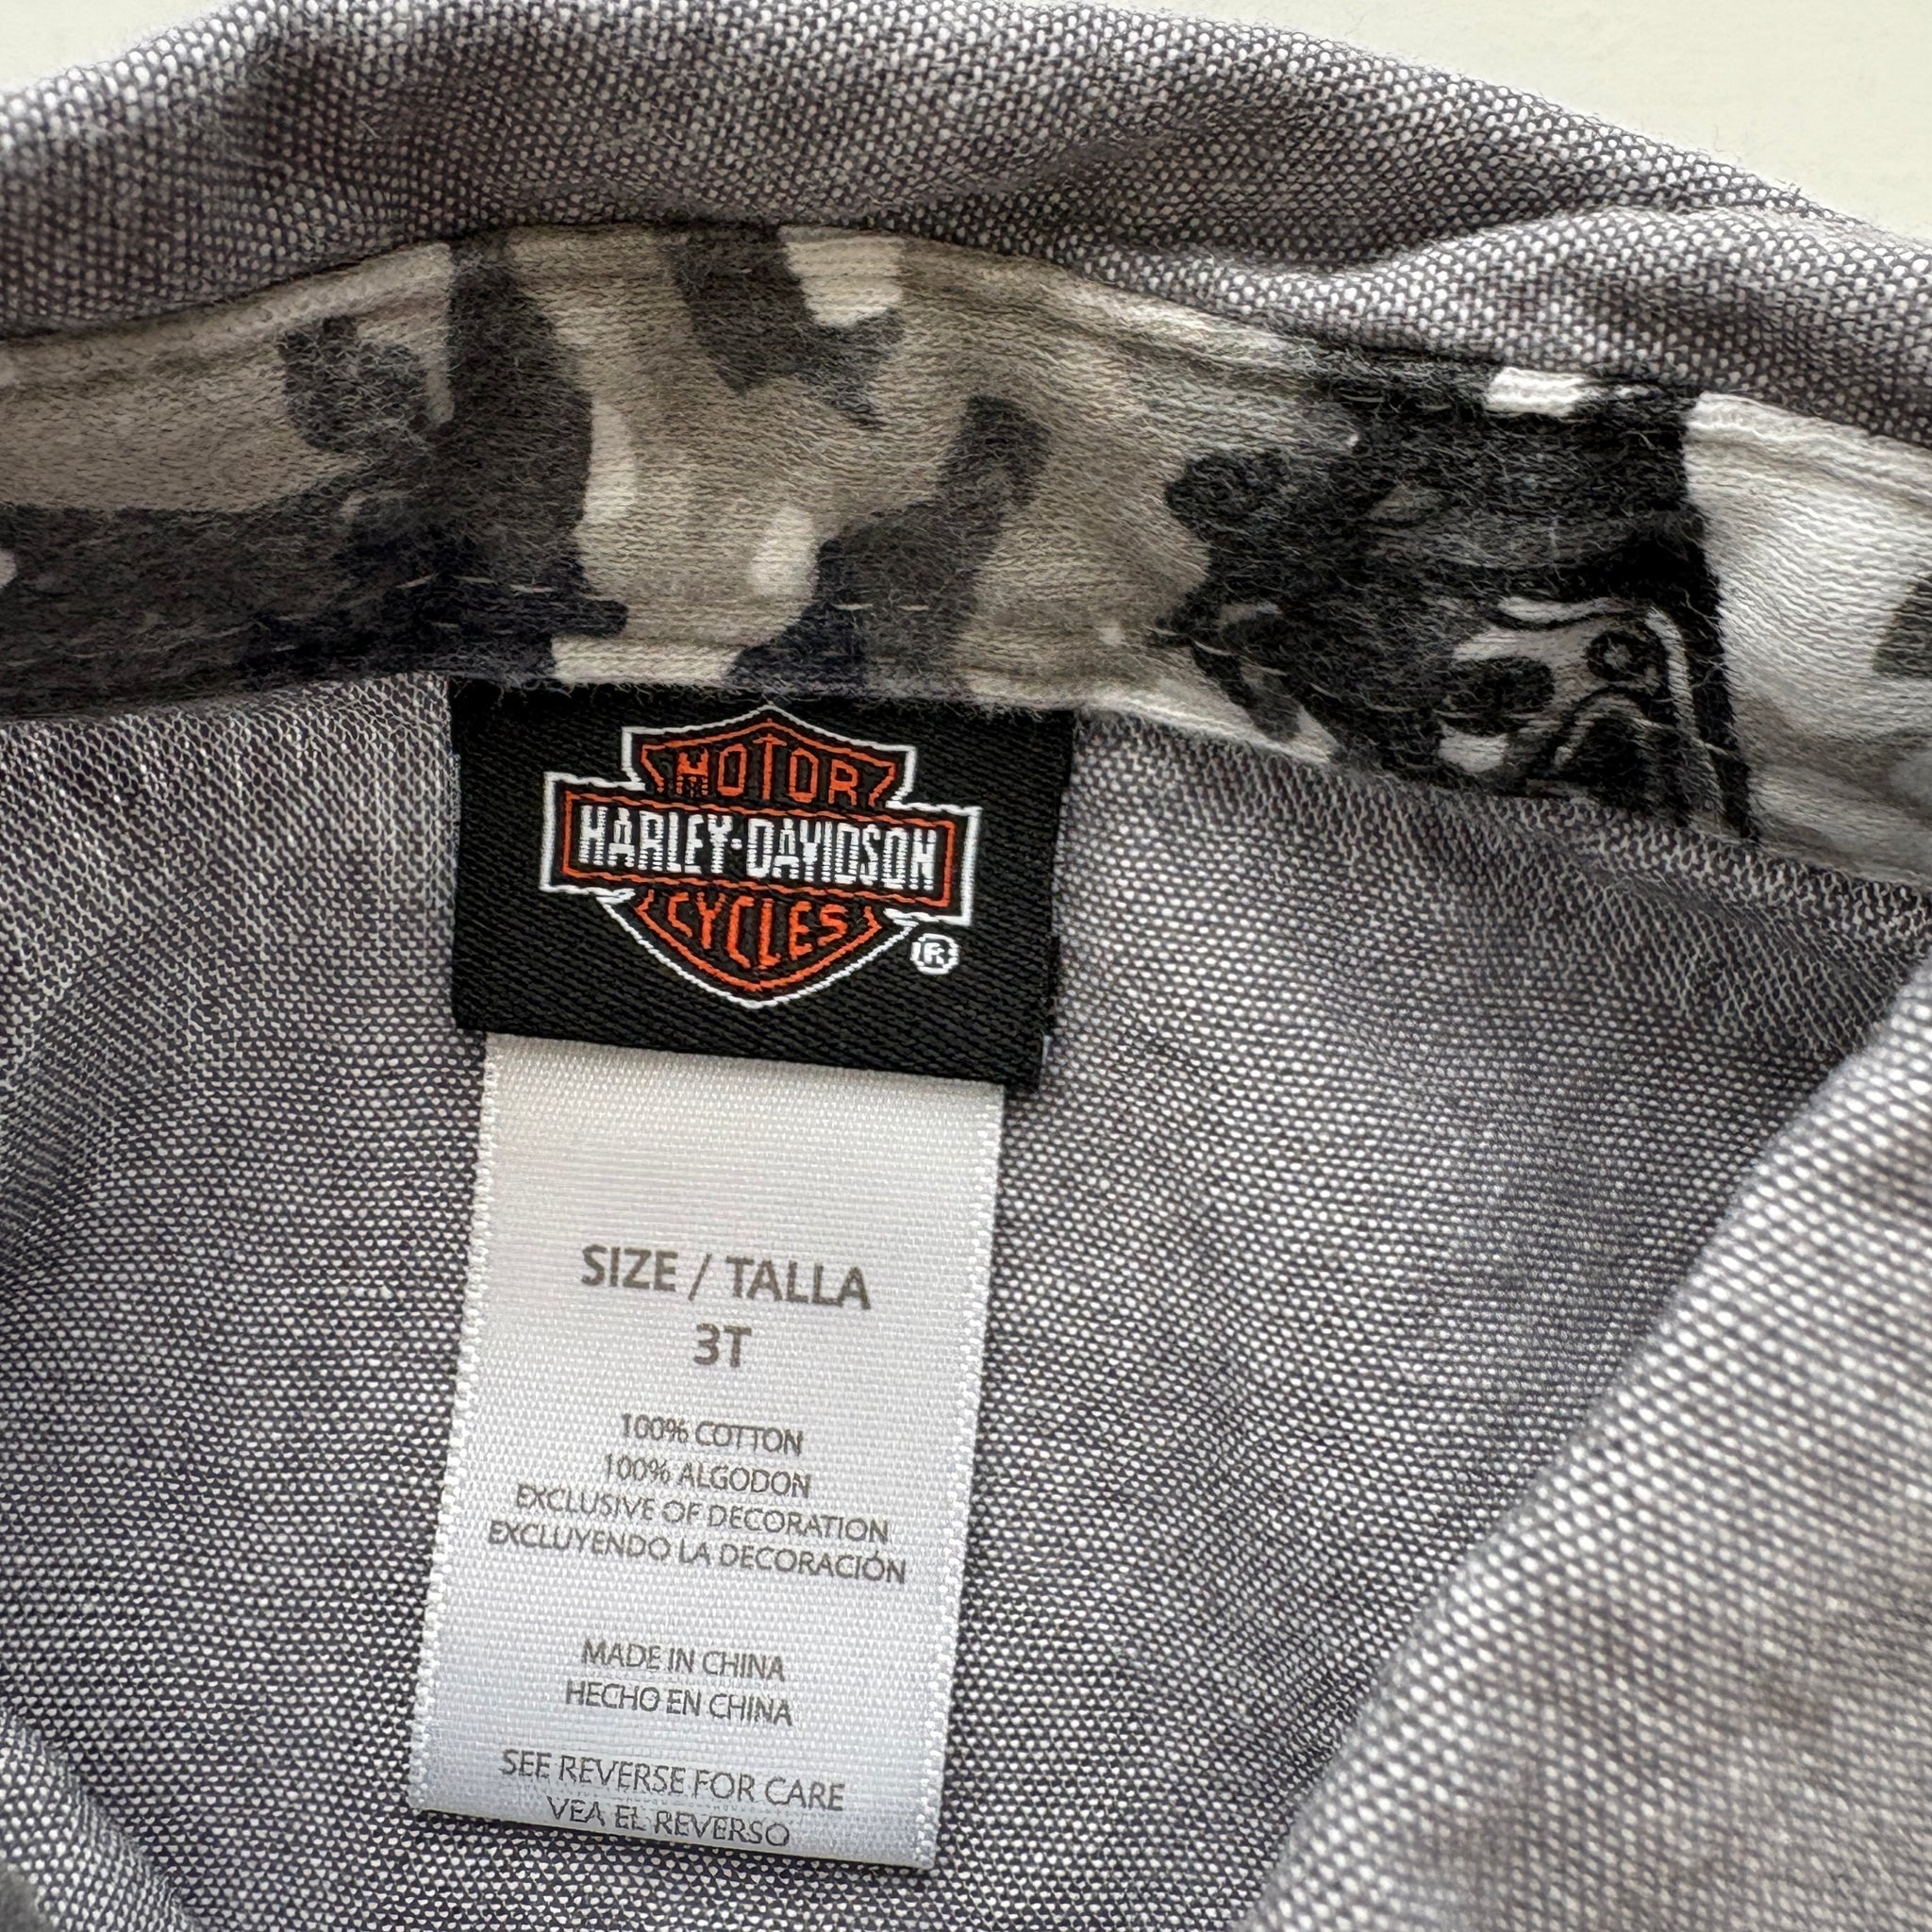 MOTOR
HARLEY-DAVIDSON
CYCLES
®
SIZE / TALLA
3T
100% COTTON
100% ALGODON
EXCLUSIVE OF DECORATION
EXCLUYENDO LA DECORACIÓN
MADE IN CHINA
HECHO EN CHINA
SEE REVERSE FOR CARE
VEA EL REVERSO